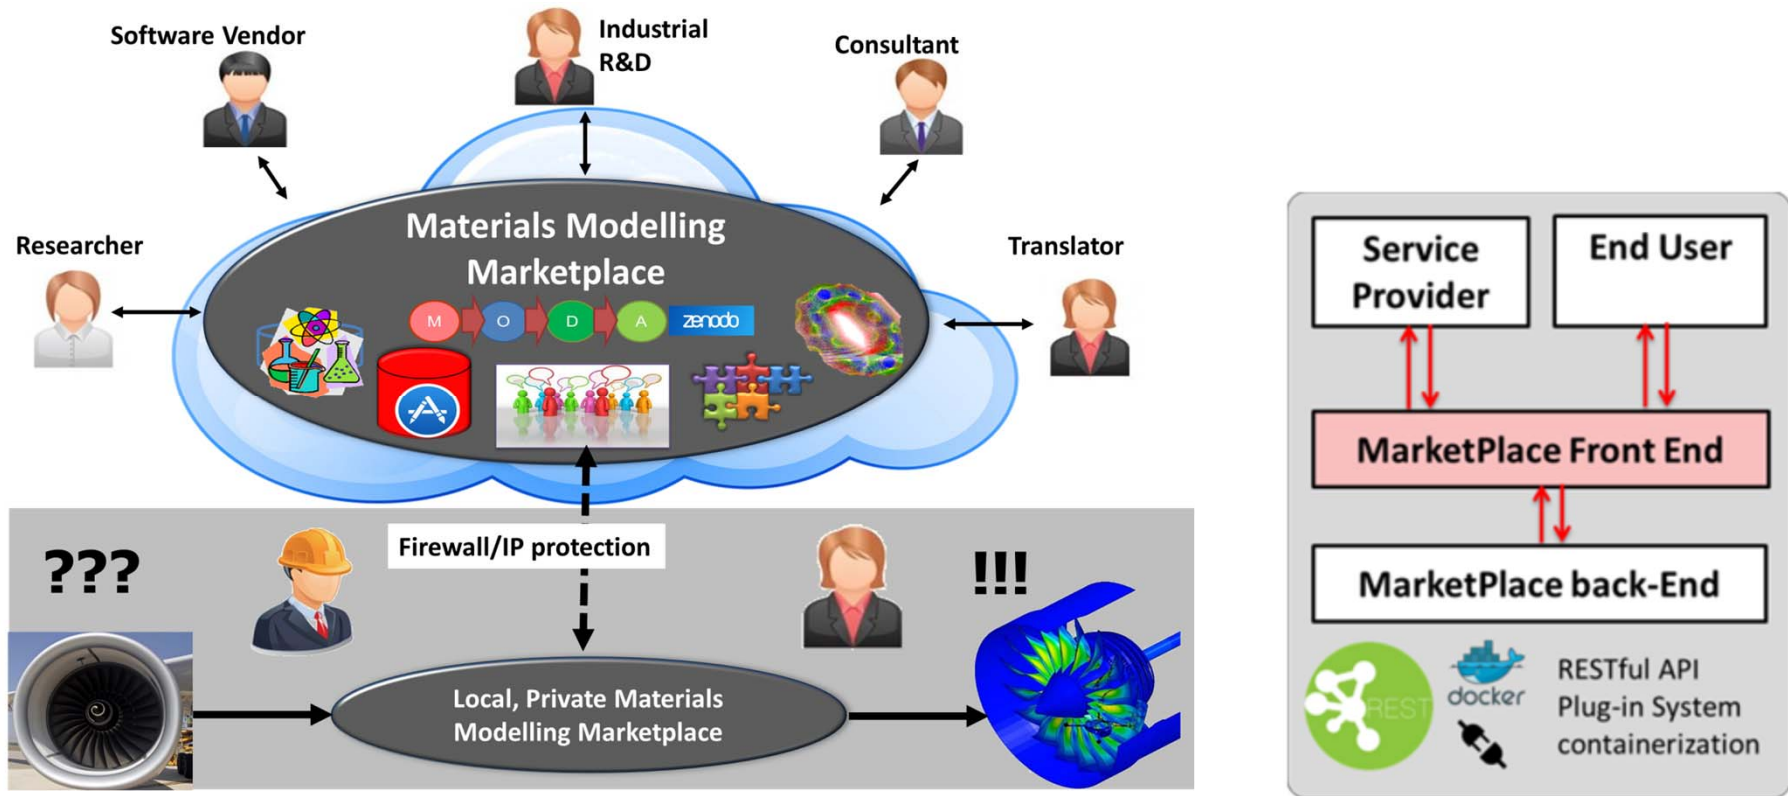 Software Vendor
Industrial
R&D
Consultant
Researcher
Translator
Materials Modelling
Marketplace
M O D A zenodo
Firewall/IP protection
???
!!!
Local, Private Materials
Modelling Marketplace
Service
Provider
End User
MarketPlace Front End
MarketPlace back-End
REST
docker
RESTful API
Plug-in System
containerization